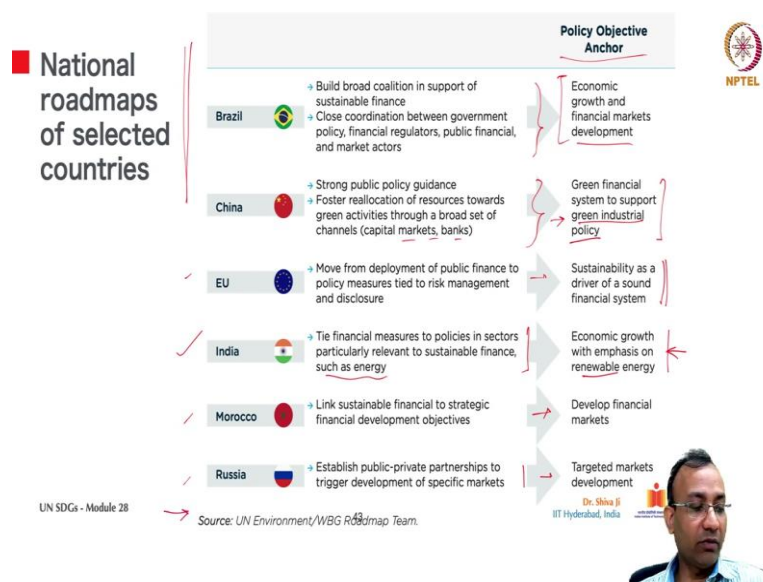 Policy Objective
Anchor
NPTEL
National
roadmaps
of selected
countries
Brazil
→ Build broad coalition in support of
sustainable finance
→ Close coordination between government
policy, financial regulators, public financial,
and market actors
Economic
growth and
financial markets
development
China
→ Strong public policy guidance
→ Foster reallocation of resources towards
green activities through a broad set of
channels (capital markets, banks)
Green financial
system to support
green industrial
policy
EU
→ Move from deployment of public finance to
policy measures tied to risk management
and disclosure
Sustainability as a
driver of a sound
financial system
India
→ Tie financial measures to policies in sectors
particularly relevant to sustainable finance,
such as energy
Economic growth
with emphasis on
renewable energy
Morocco
→ Link sustainable financial to strategic
financial development objectives
Develop financial
markets
Russia
→ Establish public-private partnerships to
trigger development of specific markets
Targeted markets
development
UN SDGs - Module 28
43
Source: UN Environment/WBG Roadmap Team.
Dr. Shiva Ji
IIT Hyderabad, India